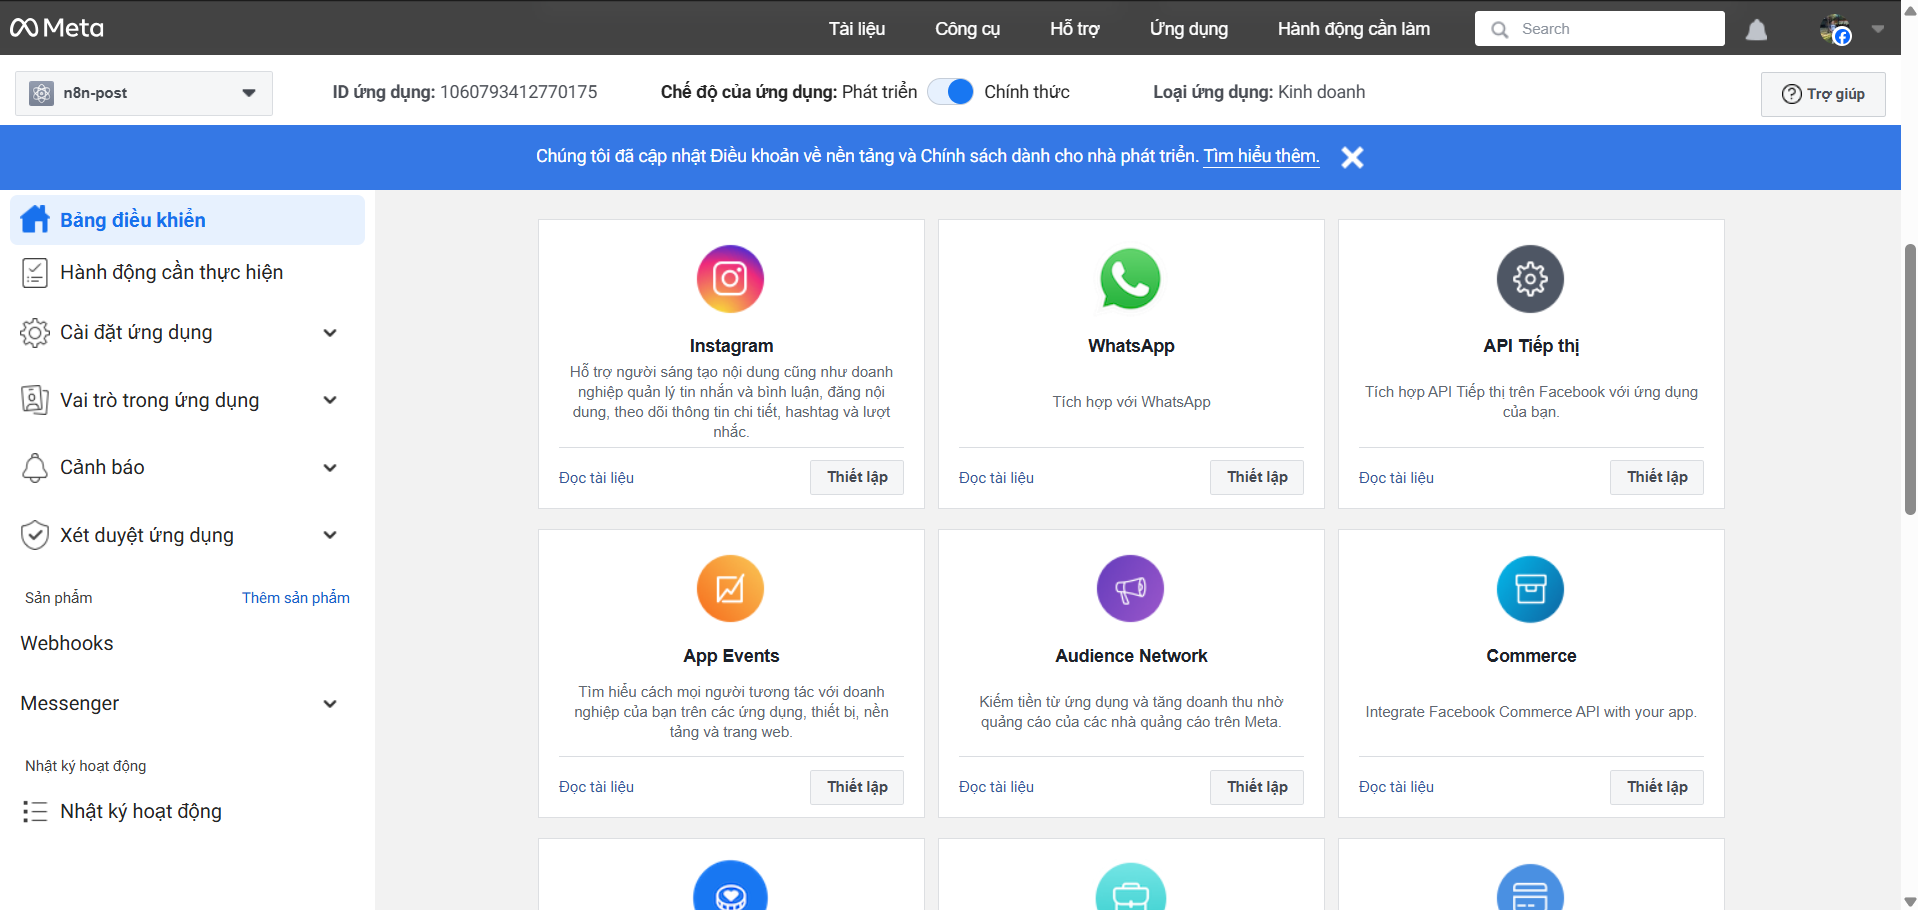 Meta
Tài liệu
Công cụ
Hỗ trợ
Ứng dụng
Hành động cần làm
Search
n8n-post
ID ứng dụng: 1060793412770175
Chế độ của ứng dụng: Phát triển
Chính thức
Loại ứng dụng: Kinh doanh
Trợ giúp
Chúng tôi đã cập nhật Điều khoản về nền tảng và Chính sách dành cho nhà phát triển. Tìm hiểu thêm.
Bảng điều khiển
Hành động cần thực hiện
Cài đặt ứng dụng
Vai trò trong ứng dụng
Cảnh báo
Xét duyệt ứng dụng
Sản phẩm
Thêm sản phẩm
Webhooks
Messenger
Nhật ký hoạt động
Nhật ký hoạt động
Instagram
Hỗ trợ người sáng tạo nội dung cũng như doanh
nghiệp quản lý tin nhắn và bình luận, đăng nội
dung, theo dõi thông tin chi tiết, hashtag và lượt
nhắc.
Đọc tài liệu
Thiết lập
WhatsApp
Tích hợp với WhatsApp
Đọc tài liệu
Thiết lập
API Tiếp thị
Tích hợp API Tiếp thị trên Facebook với ứng dụng
của bạn.
Đọc tài liệu
Thiết lập
App Events
Tìm hiểu cách mọi người tương tác với doanh
nghiệp của bạn trên các ứng dụng, thiết bị, nền
tảng và trang web.
Đọc tài liệu
Thiết lập
Audience Network
Kiếm tiền từ ứng dụng và tăng doanh thu nhờ
quảng cáo của các nhà quảng cáo trên Meta.
Đọc tài liệu
Thiết lập
Commerce
Integrate Facebook Commerce API with your app.
Đọc tài liệu
Thiết lập